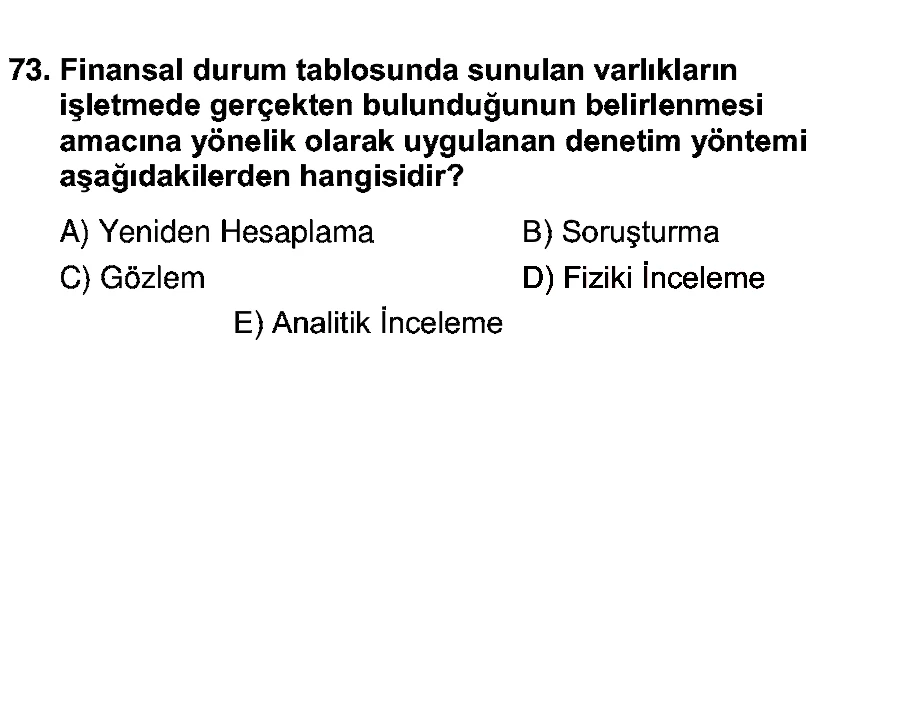 73. Finansal durum tablosunda sunulan varlıkların
işletmede gerçekten bulunduğunun belirlenmesi
amacına yönelik olarak uygulanan denetim yöntemi
aşağıdakilerden hangisidir?
A) Yeniden Hesaplama B) Soruşturma
C) Gözlem D) Fiziki İnceleme
E) Analitik İnceleme